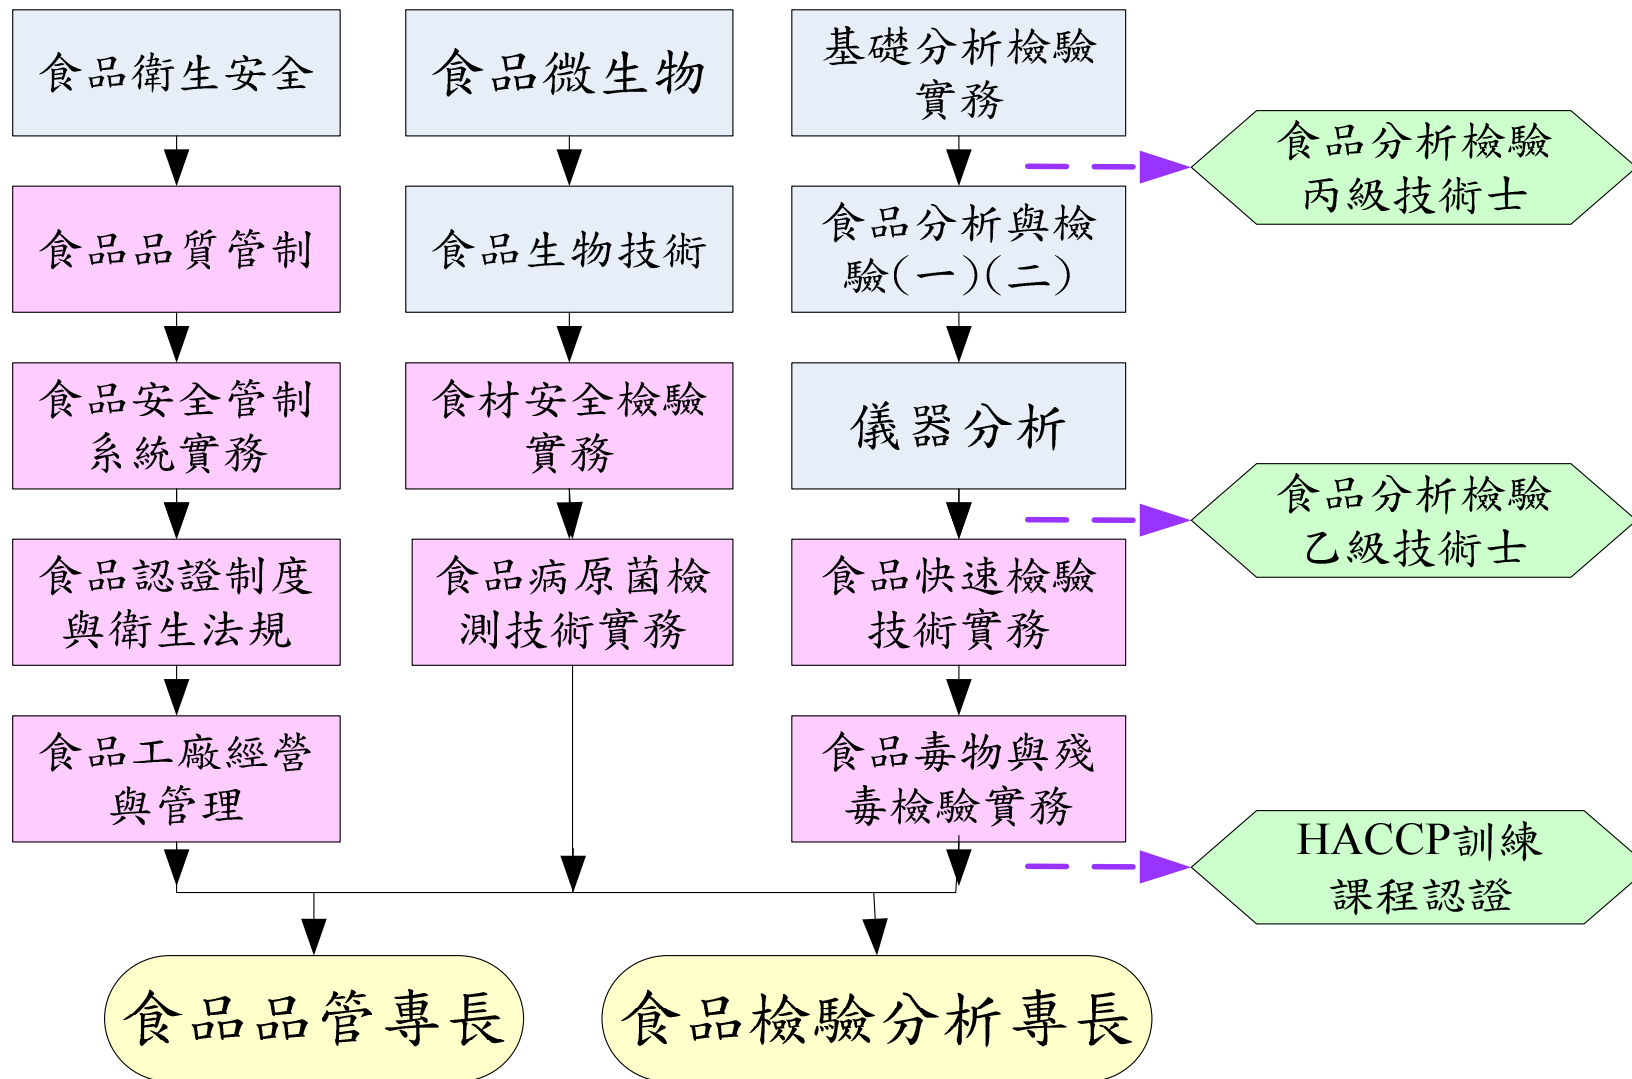 食品衛生安全
食品微生物
基礎分析檢驗
實務
食品分析檢驗
丙級技術士
食品品質管制
食品生物技術
食品分析與檢
驗(一)(二)
食品安全管制
系統實務
食材安全檢驗
實務
儀器分析
食品分析檢驗
乙級技術士
食品認證制度
與衛生法規
食品病原菌檢
測技術實務
食品快速檢驗
技術實務
食品工廠經營
與管理
食品毒物與殘
毒檢驗實務
HACCP訓練
課程認證
食品品管專長
食品檢驗分析專長